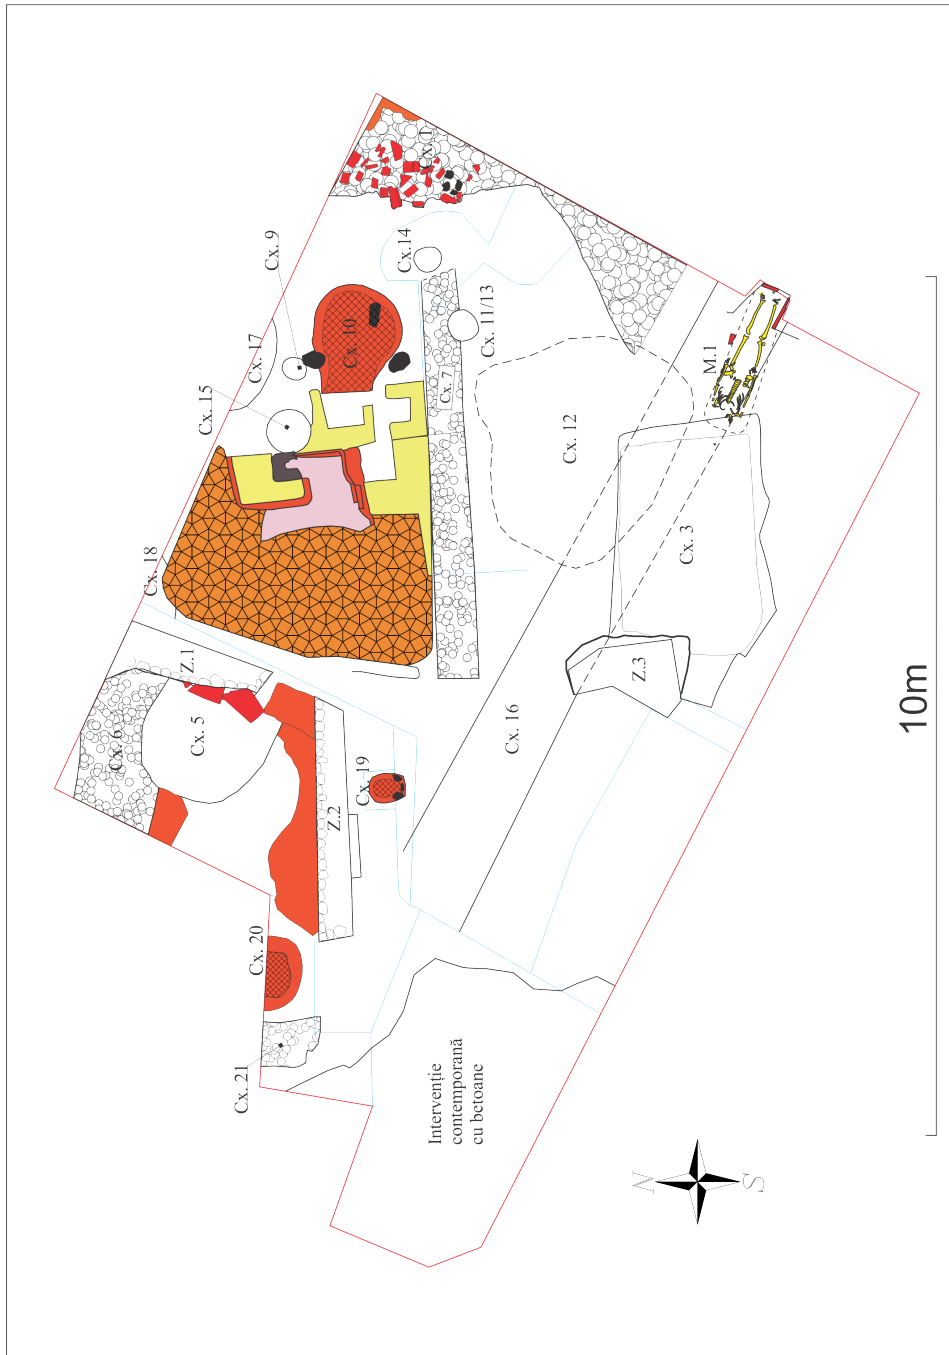 Cx. 1
Cx. 9
Cx.14
Cx. 17
Cx. 10
Cx. 11/13
Cx.15
Cx. 7
M.1
Cx. 12
Cx. 18
Cx. 3
Z.1
Z.3
Cx. 6
Cx. 5
Cx. 16
Cx. 19
Z.2
10m
Cx. 20
Cx. 21
Intervenție
contemporană
cu betoane
N
S